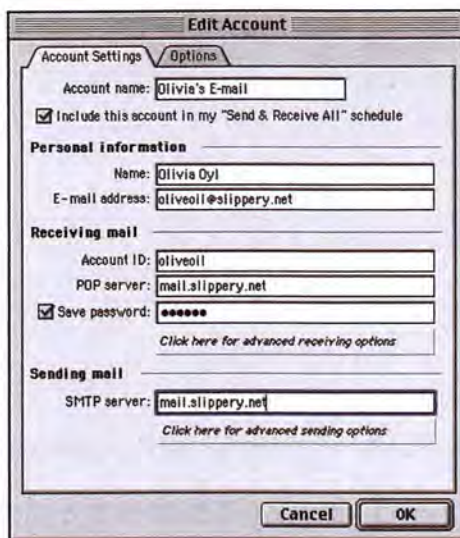 Edit Account
Account Settings
Options
Account name: Olivia's E-mail
Include this account in my "Send & Receive All" schedule
Personal information
Name: Olivia Oyl
E-mail address: oliveoil@slippery.net
Receiving mail
Account ID: oliveoil
POP server: mail.slippery.net
Save password: ••••••
Click here for advanced receiving options
Sending mail
SMTP server: mail.slippery.net
Click here for advanced sending options
Cancel
OK